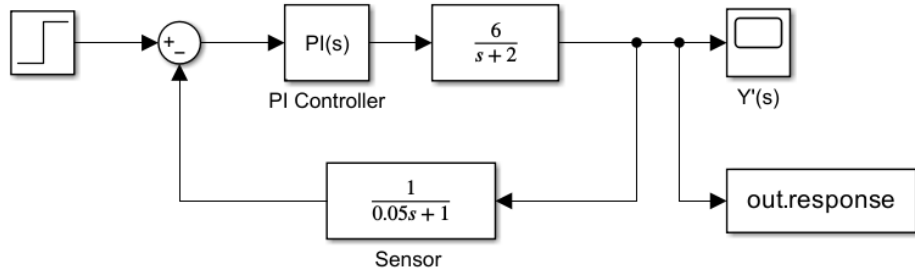 +
−
PI(s)
PI Controller
6
s + 2
Y'(s)
1
0.05s + 1
Sensor
out.response